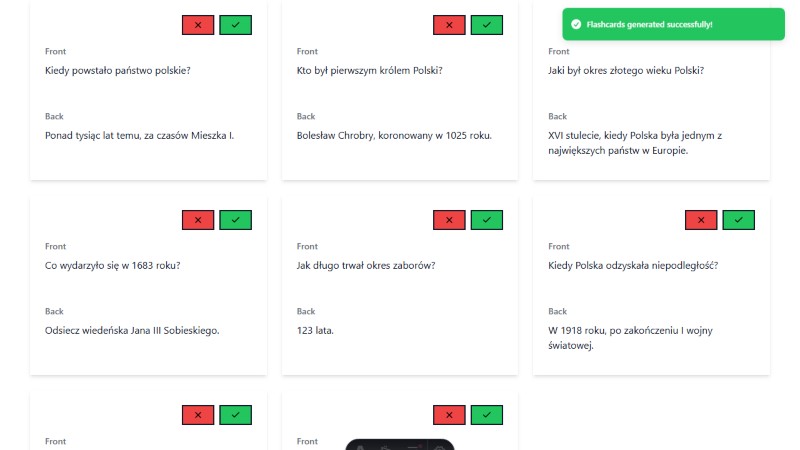 Flashcards generated successfully!
Front
Kiedy powstało państwo polskie?
Back
Ponad tysiąc lat temu, za czasów Mieszka I.
Front
Kto był pierwszym królem Polski?
Back
Bolesław Chrobry, koronowany w 1025 roku.
Front
Jaki był okres złotego wieku Polski?
Back
XVI stulecie, kiedy Polska była jednym z
największych państw w Europie.
Front
Co wydarzyło się w 1683 roku?
Back
Odsiecz wiedeńska Jana III Sobieskiego.
Front
Jak długo trwał okres zaborów?
Back
123 lata.
Front
Kiedy Polska odzyskała niepodległość?
Back
W 1918 roku, po zakończeniu I wojny
światowej.
Front
Front